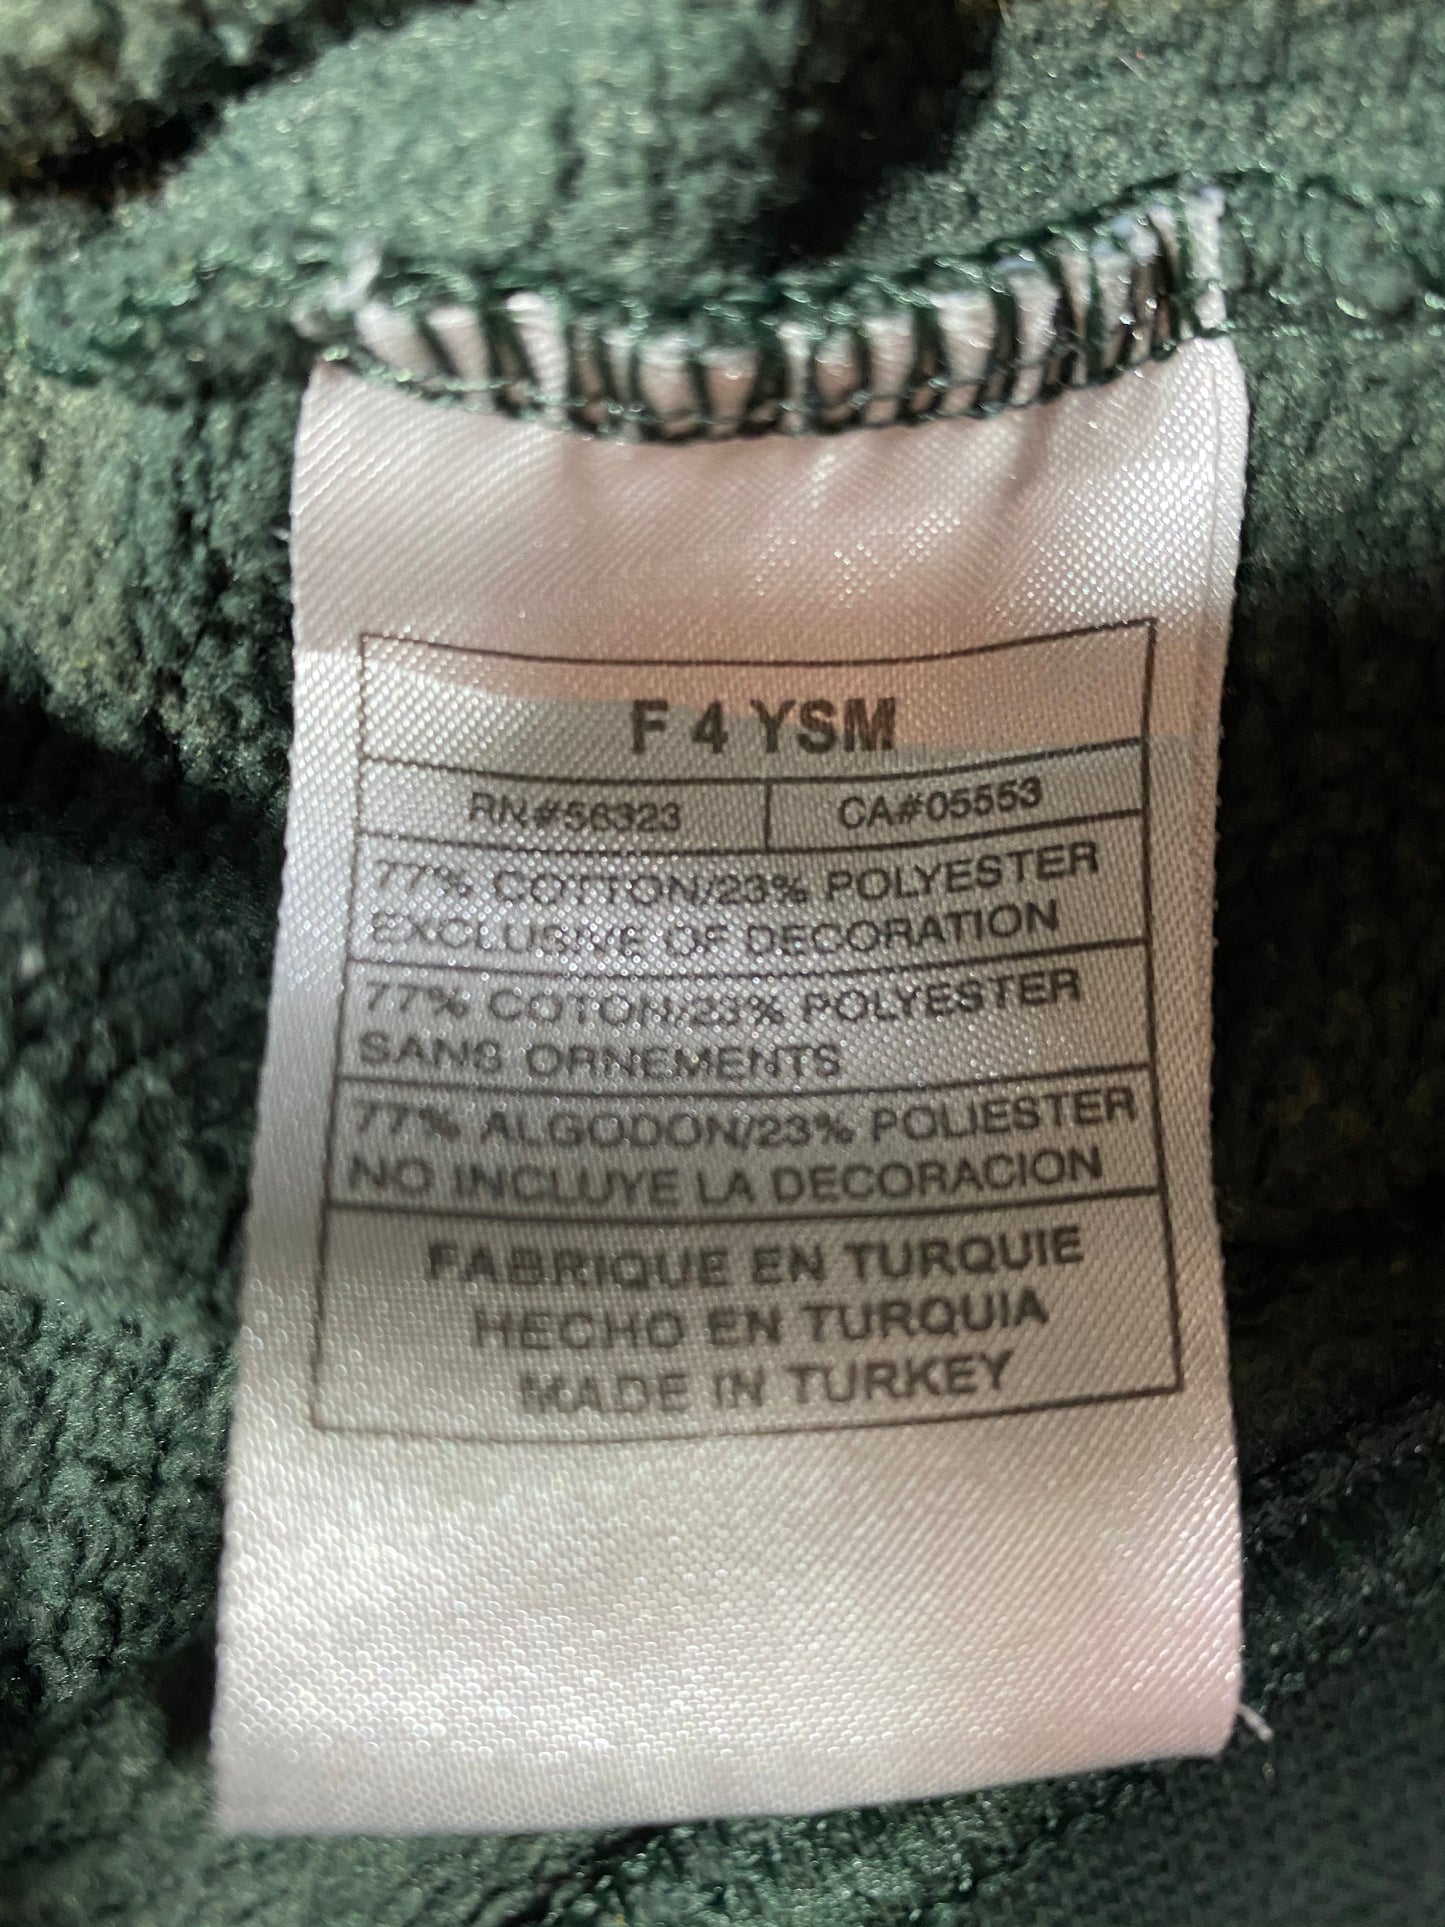 F 4 YSM
RN#56323 CA#05553
77% COTTON/23% POLYESTER
EXCLUSIVE OF DECORATION
77% COTON/23% POLYESTER
SANS ORNEMENTS
77% ALGODON/23% POLIESTER
NO INCLUYE LA DECORACION
FABRIQUE EN TURQUIE
HECHO EN TURQUIA
MADE IN TURKEY